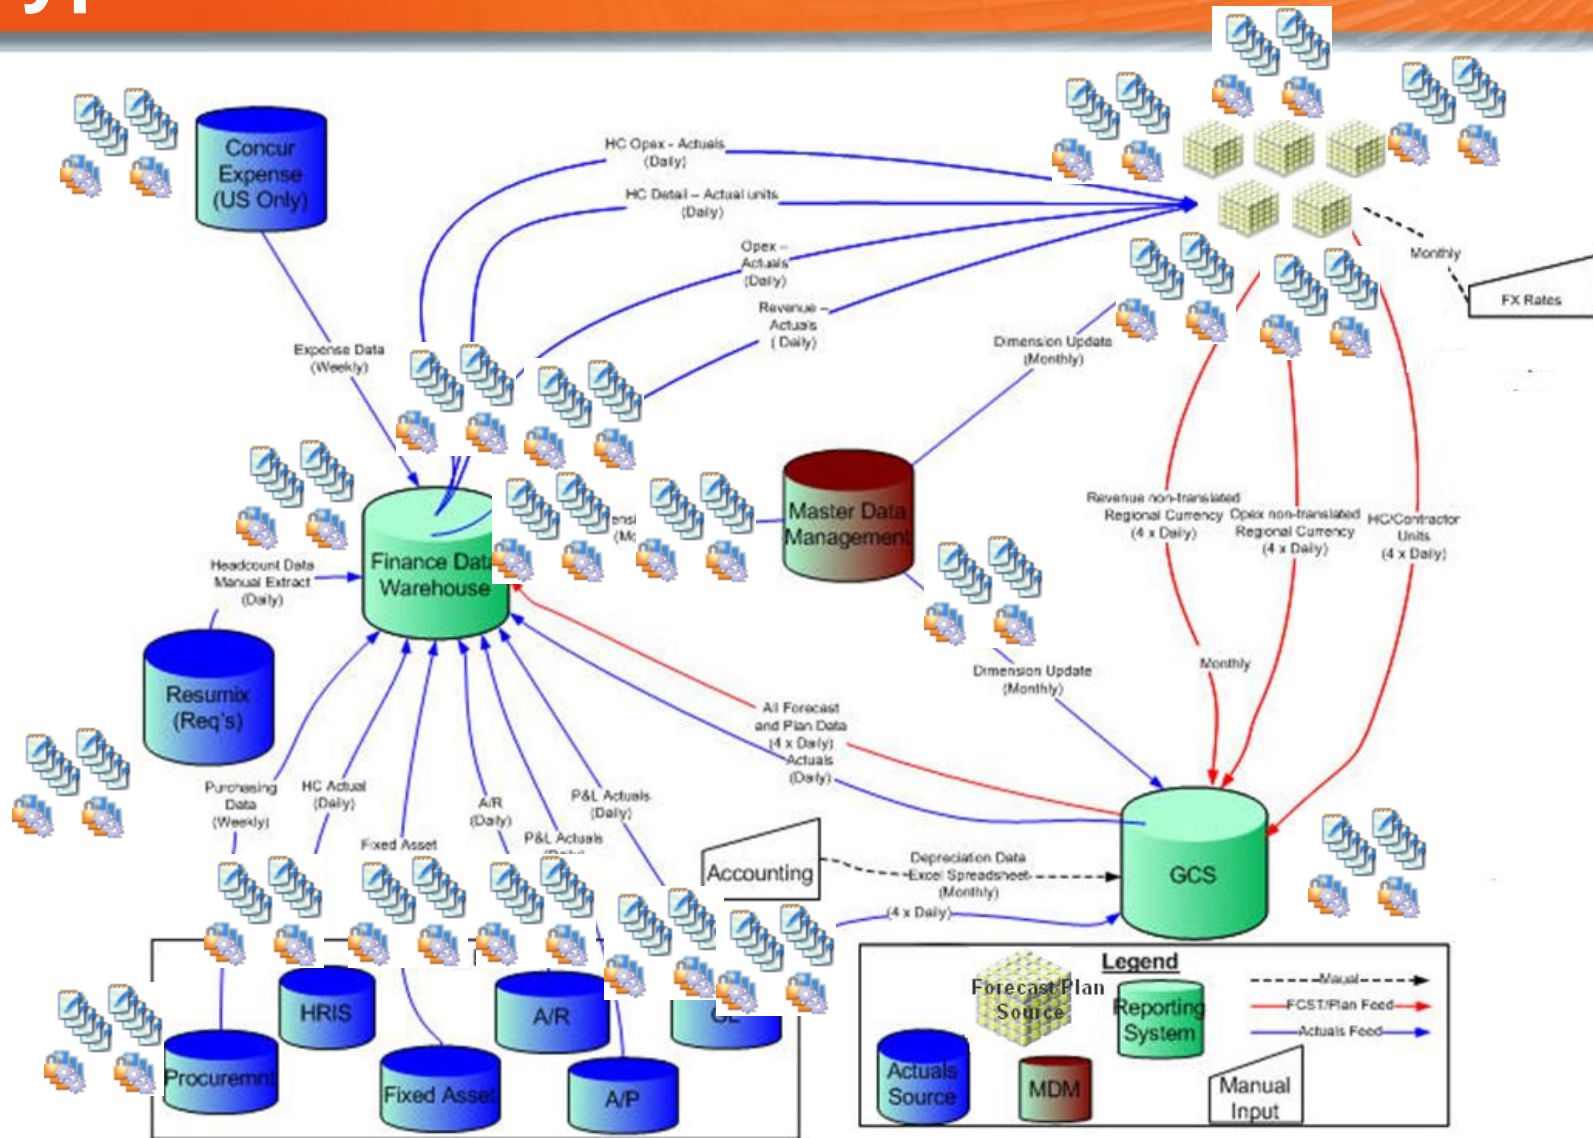 Concur
Expense
(US Only)
HC Opex - Actuals
(Daily)
HC Detail – Actual units
(Daily)
Opex –
Actuals
(Daily)
Revenue –
Actuals
( Daily)
Monthly
FX Rates
Expense Data
(Weekly)
Dimension Update
(Monthly)
Master Data
Management
Finance Data
Warehouse
Headcount Data
Manual Extract
(Daily)
Resumix
(Req's)
Revenue non-translated
Regional Currency
(4 x Daily)
Opex non-translated
Regional Currency
(4 x Daily)
HC/Contractor
Units
(4 x Daily)
Monthly
Dimension Update
(Monthly)
All Forecast
and Plan Data
(4 x Daily)
Actuals
(Daily)
Purchasing
Data
(Weekly)
HC Actual
(Daily)
Fixed Asset
A/R
(Daily)
P&L Actuals
P&L Actuals
(Daily)
Accounting
Depreciation Data
Excel Spreadsheet
(Monthly)
(4 x Daily)
GCS
Procuremnt
HRIS
Fixed Asset
A/R
A/P
GL
Legend
Forecast/Plan
Source
Reporting
System
Actuals
Source
MDM
Manual
Input
Maual
FCST/Plan Feed
Actuals Feed